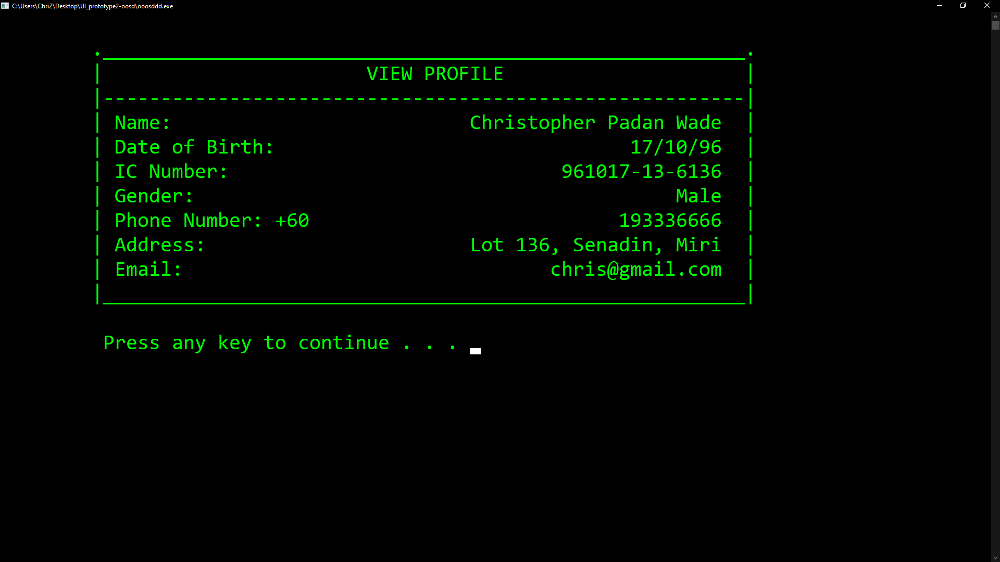 C:\Users\ChriZ\Desktop\UI_prototype2-oosd\ooosddd.exe
VIEW PROFILE
Name: Christopher Padan Wade
Date of Birth: 17/10/96
IC Number: 961017-13-6136
Gender: Male
Phone Number: +60 193336666
Address: Lot 136, Senadin, Miri
Email: chris@gmail.com
Press any key to continue . . .